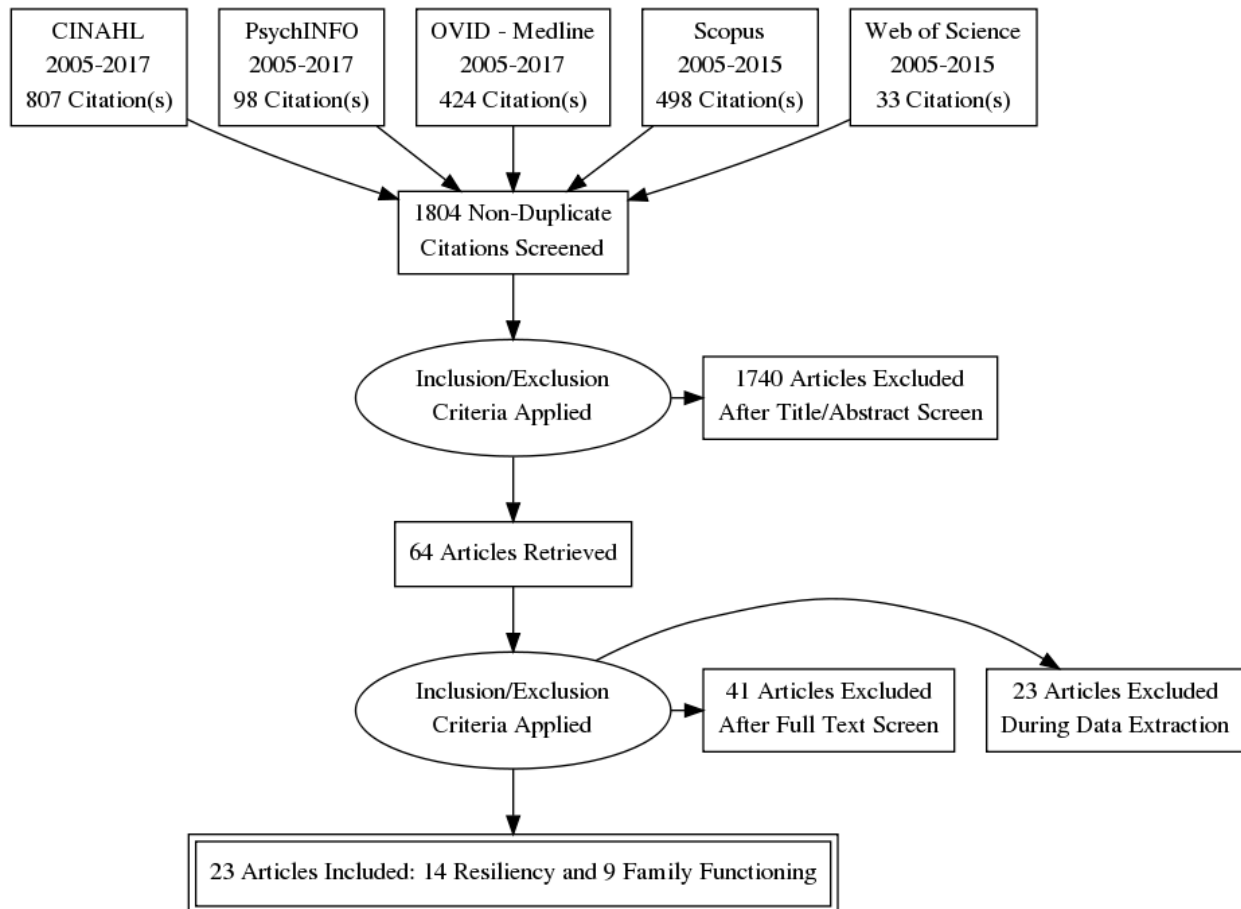 CINAHL
2005-2017
807 Citation(s)
PsychINFO
2005-2017
98 Citation(s)
OVID - Medline
2005-2017
424 Citation(s)
Scopus
2005-2015
498 Citation(s)
Web of Science
2005-2015
33 Citation(s)
1804 Non-Duplicate
Citations Screened
Inclusion/Exclusion
Criteria Applied
1740 Articles Excluded
After Title/Abstract Screen
64 Articles Retrieved
Inclusion/Exclusion
Criteria Applied
41 Articles Excluded
After Full Text Screen
23 Articles Excluded
During Data Extraction
23 Articles Included: 14 Resiliency and 9 Family Functioning